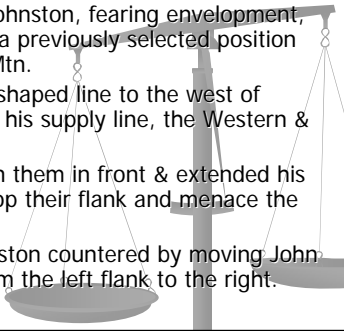 ohnston, fearing envelopment,
a previously selected position
Mtn.
shaped line to the west of
his supply line, the Western &
n them in front & extended his
op their flank and menace the
ston countered by moving John
m the left flank to the right.